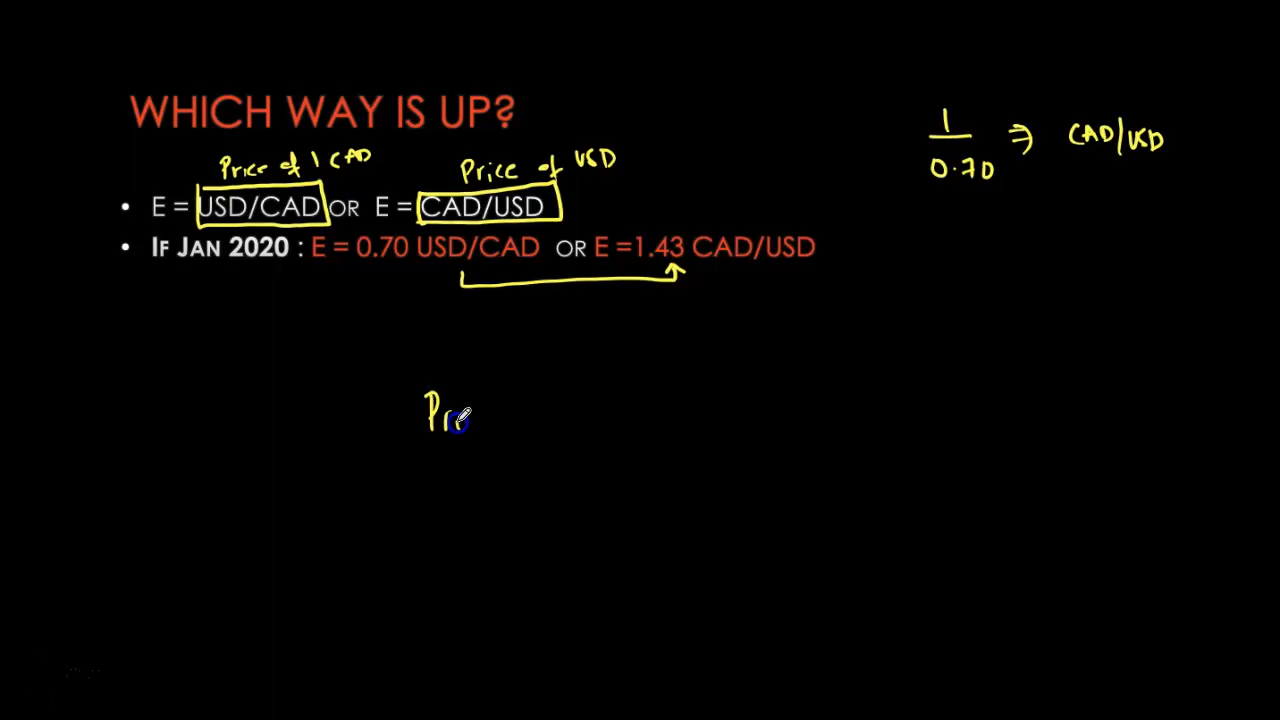 WHICH WAY IS UP?
Price of 1 CAD
Price of USD
• E = USD/CAD OR E = CAD/USD
• IF JAN 2020 : E = 0.70 USD/CAD OR E =1.43 CAD/USD
1
0.70
⇒ CAD/USD
Pri